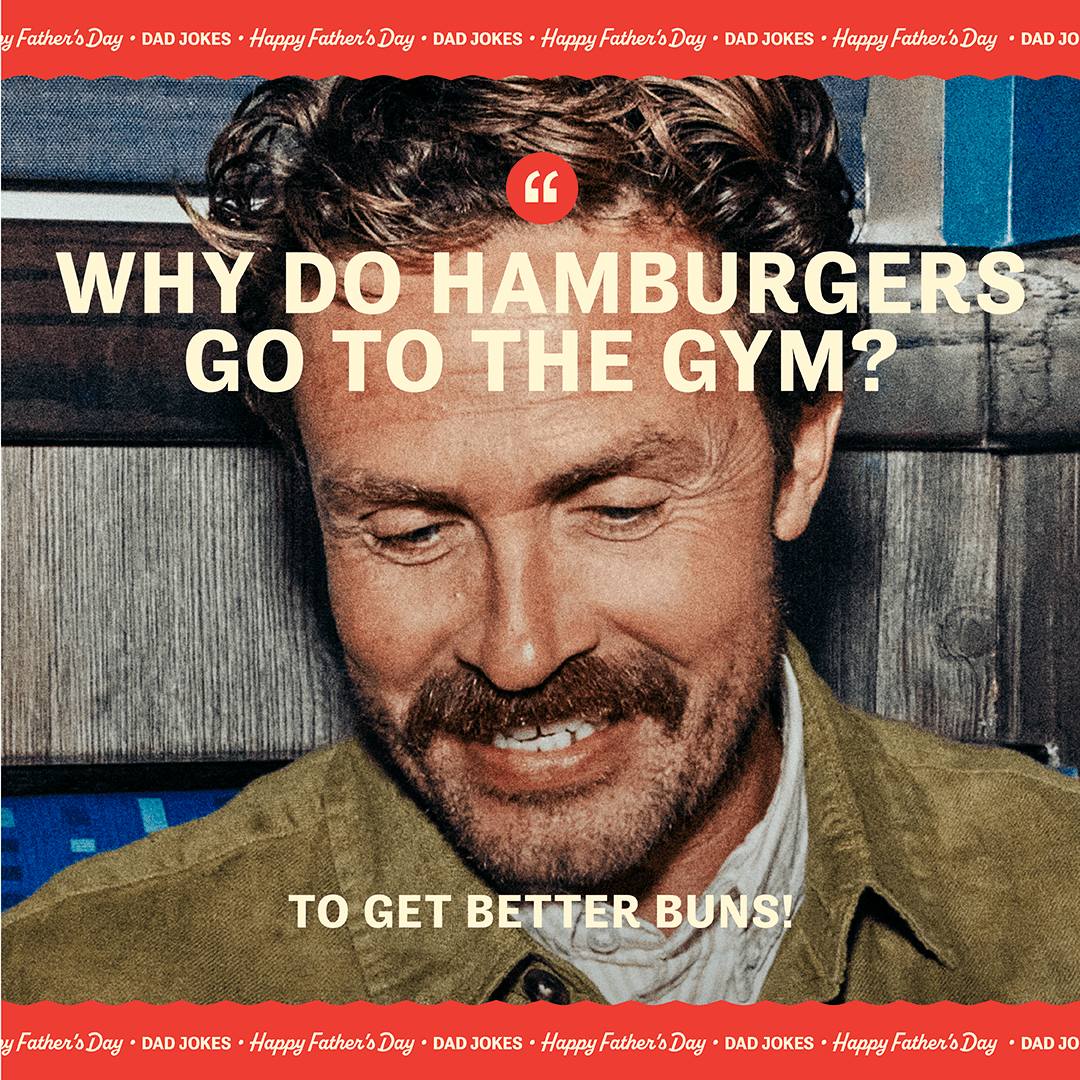 y Father's Day • DAD JOKES • Happy Father's Day • DAD JOKES • Happy Father's Day • DAD JOKES • Happy Father's Day • DAD JO
“
WHY DO HAMBURGERS
GO TO THE GYM?
TO GET BETTER BUNS!
y Father's Day • DAD JOKES • Happy Father's Day • DAD JOKES • Happy Father's Day • DAD JOKES • Happy Father's Day • DAD JO